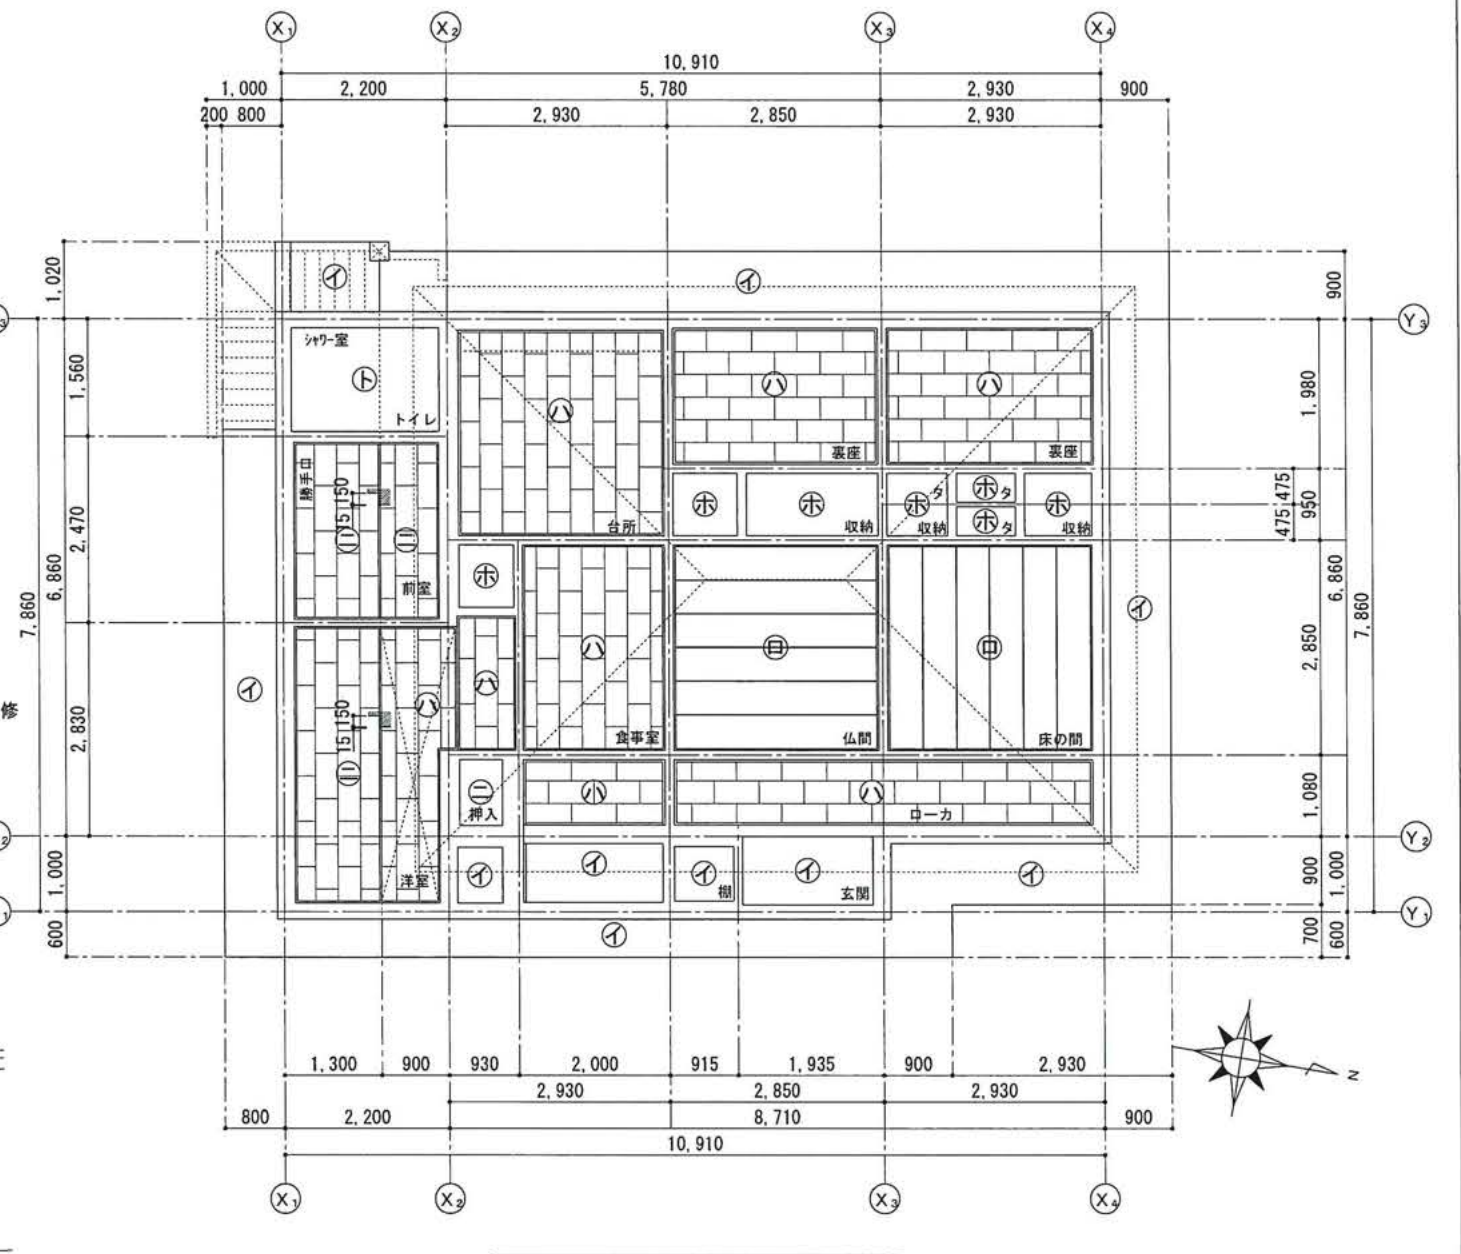 X₁ X₂ X₃ X₄
10,910
1,000 2,200 5,780 2,930 900
200 800 2,930 2,850 2,930
1,020
1,560
2,470
2,830
6,860
7,860
1,000
600
900
1,980
475 475
950
2,850
6,860
7,860
1,080
900
1,000
700
600
Y₃
Y₂
Y₁
㋑ ㋑
シャワー室
㋣
トイレ
㋩
台所
㋩
裏座
㋩
裏座
勝手口
15 150
㊁ ㊁
前室
㋭ ㋭
収納
㋭ タ
収納
㋭ タ
㋭ タ
㋭
収納
㋭
㋩
㋩
食事室
㋺
仏間
㋺
床の間
㋑
㋑
修
15 150
㊁ ㋩
洋室
㊁
押入
㋩
㋩
ローカ
㋑
㋑
㋑
棚
㋑
玄関
㋑
㋑
N
1,300 900 930 2,000 915 1,935 900 2,930
2,930 2,850 2,930
800 2,200 8,710 900
10,910
X₁ X₂ X₃ X₄